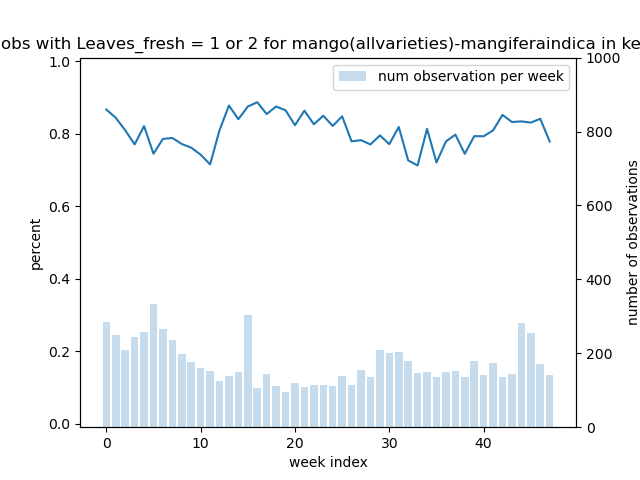 obs with Leaves_fresh = 1 or 2 for mango(allvarieties)-mangiferaindica in ke
num observation per week
percent
1.0
0.8
0.6
0.4
0.2
0.0
1000
800
600
400
200
0
number of observations
0 10 20 30 40
week index